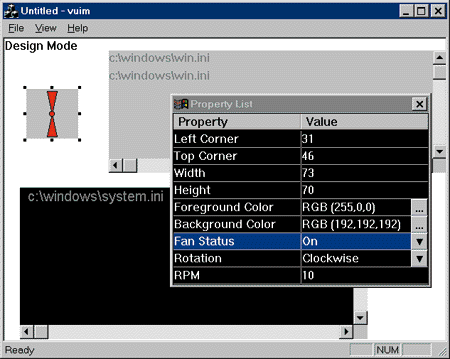 Untitled - vuim
File View Help
Design Mode
c:\windows\win.ini
c:\windows\win.ini
Property List
Property Value
Left Corner 31
Top Corner 46
Width 73
Height 70
Foreground Color RGB (255,0,0) ...
Background Color RGB (192,192,192) ...
Fan Status On
Rotation Clockwise
RPM 10
c:\windows\system.ini
Ready NUM